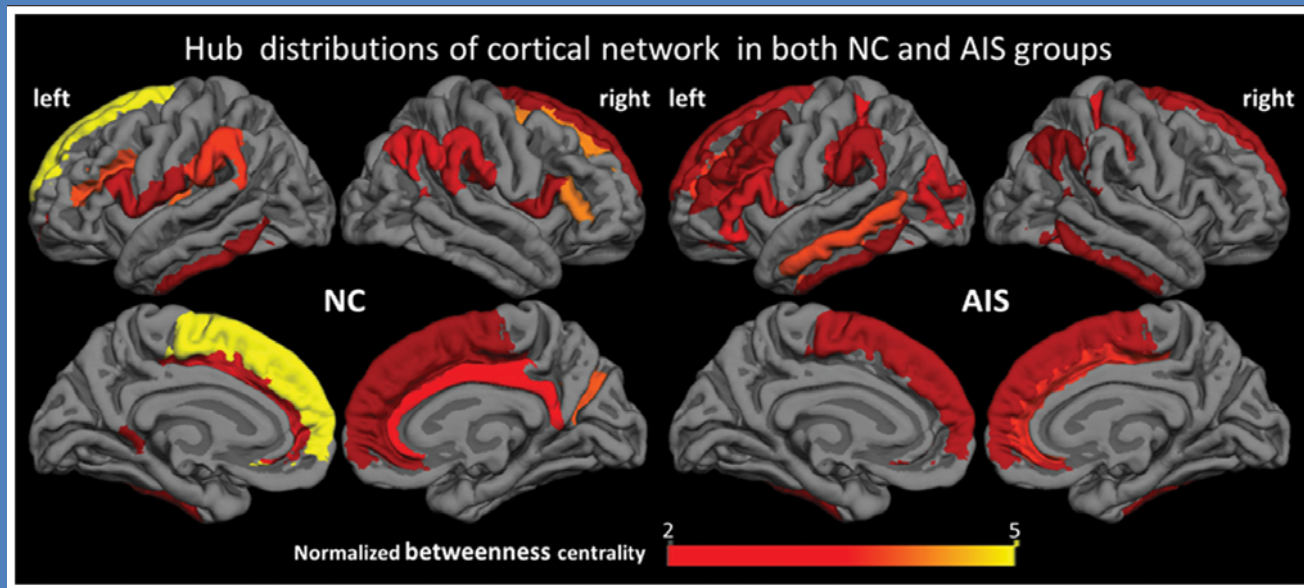 Hub distributions of cortical network in both NC and AIS groups
left right left right
NC AIS
2 5
Normalized betweenness centrality